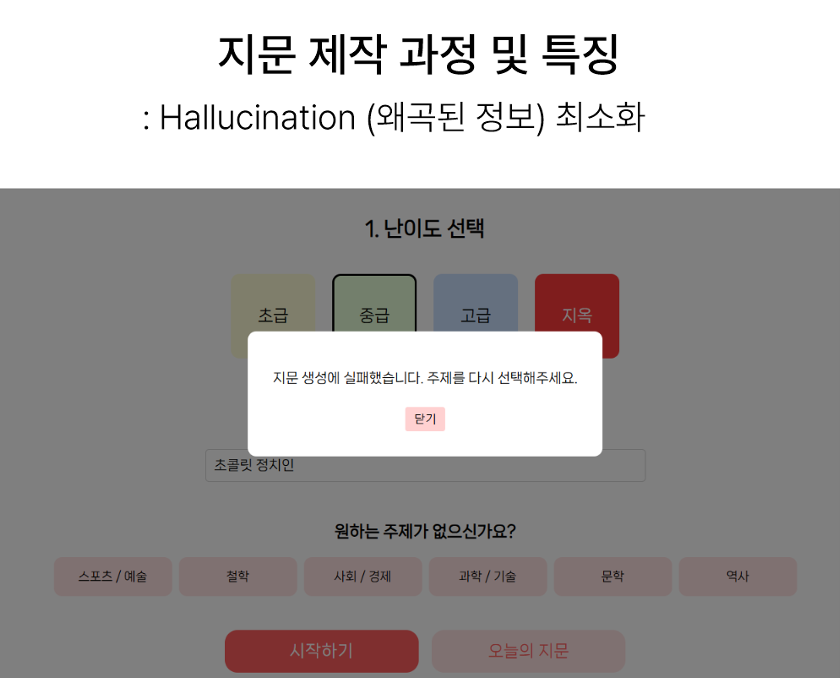 지문 제작 과정 및 특징
: Hallucination (왜곡된 정보) 최소화
1. 난이도 선택
초급 중급 고급 지옥
지문 생성에 실패했습니다. 주제를 다시 선택해주세요.
닫기
초콜릿 정치인
원하는 주제가 없으신가요?
스포츠 / 예술 철학 사회 / 경제 과학 / 기술 문학 역사
시작하기 오늘의 지문